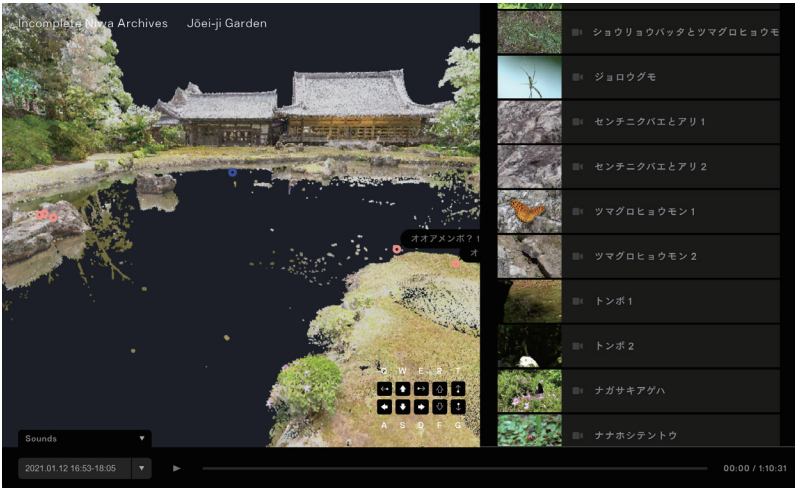 Incomplete Niwa Archives Jōei-ji Garden
オオアメンボ? 1
オ
Q W E R T
A S D F G
Sounds
2021.01.12 16:53-18:05
00:00 / 1:10:31
ショウリョウバッタとツマグロヒョウモ
ジョロウグモ
センチニクバエとアリ 1
センチニクバエとアリ 2
ツマグロヒョウモン 1
ツマグロヒョウモン 2
トンボ 1
トンボ 2
ナガサキアゲハ
ナナホシテントウ